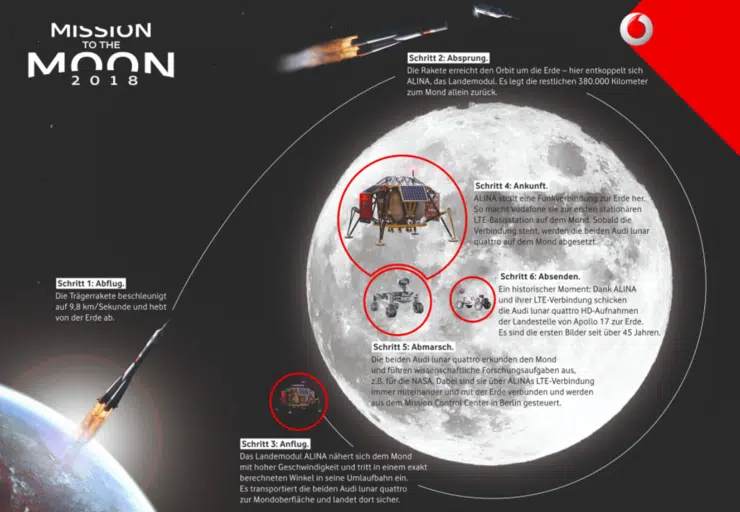 MISSION
TO THE
MOON
2018
Schritt 2: Absprung.
Die Rakete erreicht den Orbit um die Erde – hier entkoppelt sich
ALINA, das Landemodul. Es legt die restlichen 380.000 Kilometer
zum Mond allein zurück.
Schritt 4: Ankunft.
ALINA stellt eine Funkverbindung zur Erde her.
So macht Vodafone sie zur ersten stationären
LTE-Basisstation auf dem Mond. Sobald die
Verbindung steht, werden die beiden Audi lunar
quattro auf dem Mond abgesetzt.
Schritt 1: Abflug.
Die Trägerrakete beschleunigt
auf 9,8 km/Sekunde und hebt
von der Erde ab.
Schritt 6: Absenden.
Ein historischer Moment: Dank ALINA
und ihrer LTE-Verbindung schicken
die Audi lunar quattro HD-Aufnahmen
der Landestelle von Apollo 17 zur Erde.
Es sind die ersten Bilder seit über 45 Jahren.
Schritt 5: Abmarsch.
Die beiden Audi lunar quattro erkunden den Mond
und führen wissenschaftliche Forschungsaufgaben aus,
z.B. für die NASA. Dabei sind sie über ALINAs LTE-Verbindung
immer miteinander und mit der Erde verbunden und werden
aus dem Mission Control Center in Berlin gesteuert.
Schritt 3: Anflug.
Das Landemodul ALINA nähert sich dem Mond
mit hoher Geschwindigkeit und tritt in einem exakt
berechneten Winkel in seine Umlaufbahn ein.
Es transportiert die beiden Audi lunar quattro
zur Mondoberfläche und landet dort sicher.